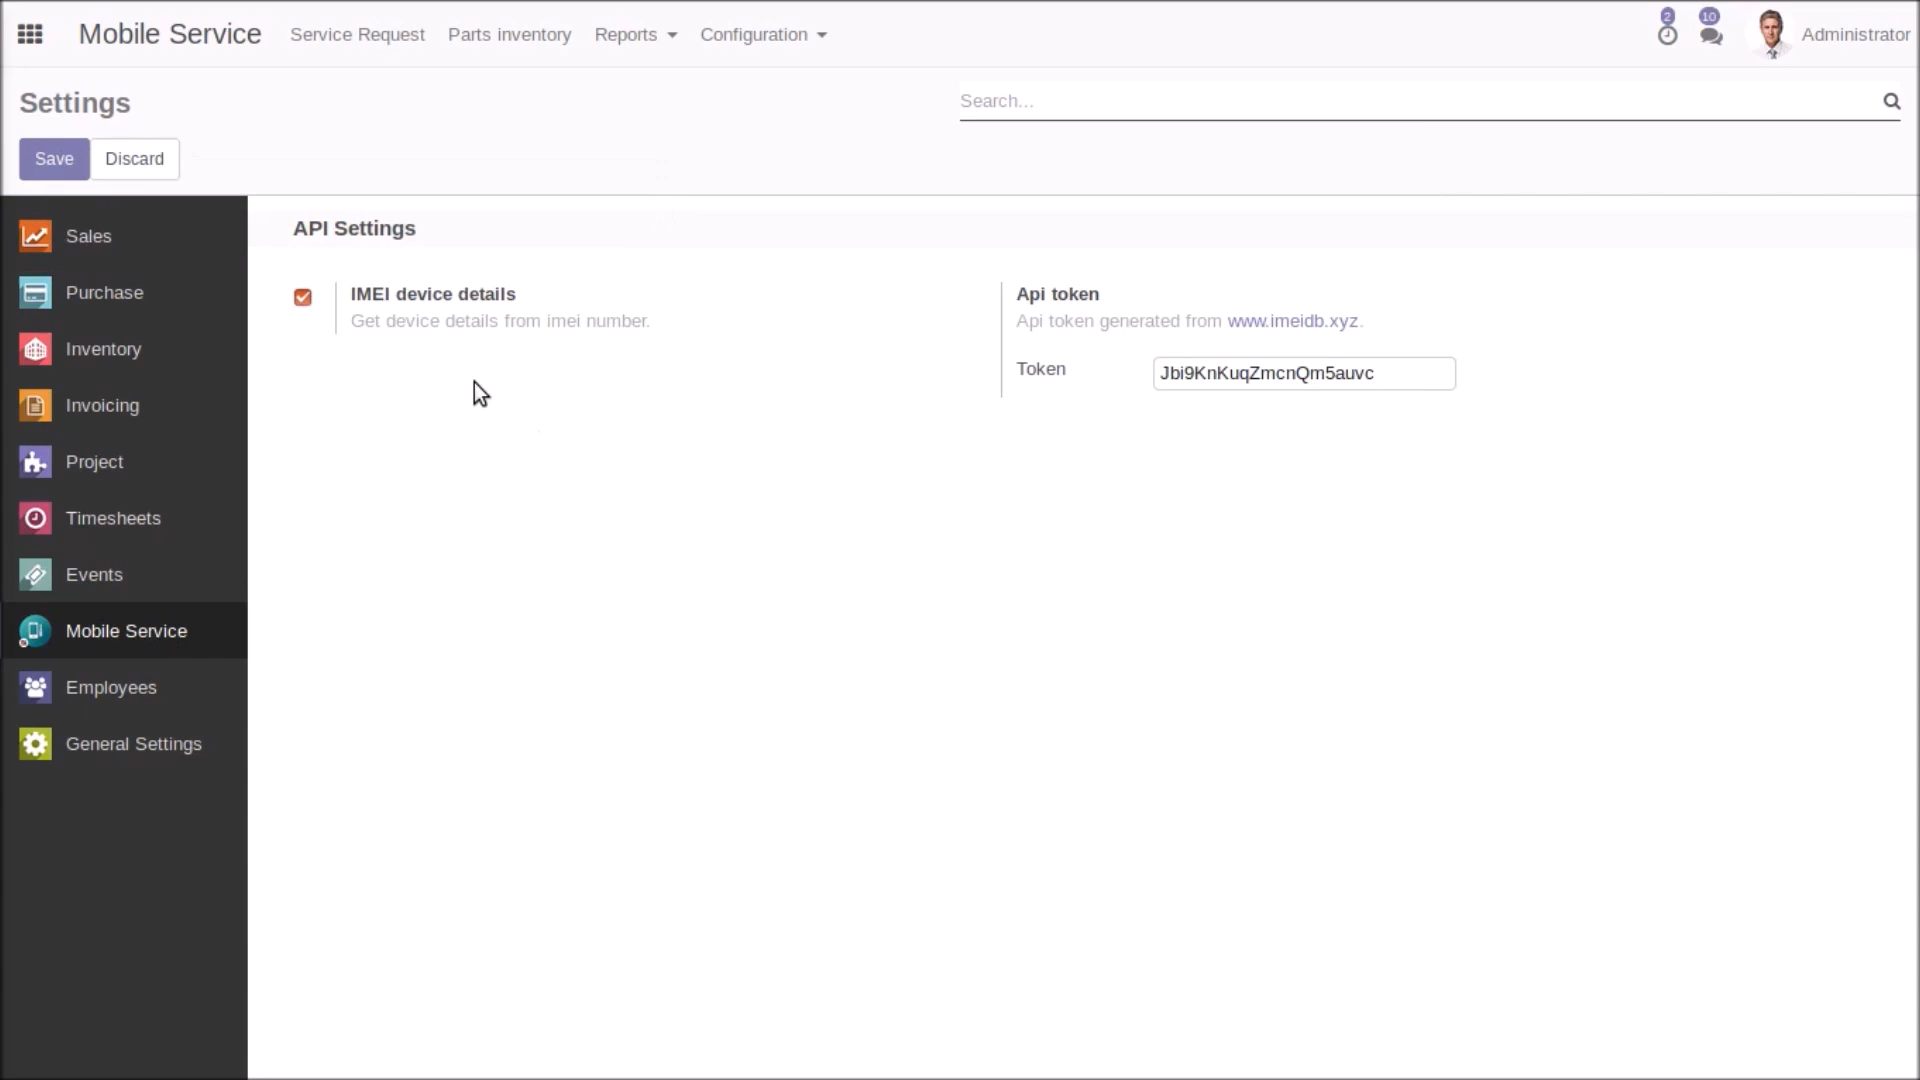 Mobile Service
Service Request
Parts inventory
Reports
Configuration
2
10
Administrator
Settings
Search...
Save
Discard
Sales
Purchase
Inventory
Invoicing
Project
Timesheets
Events
Mobile Service
Employees
General Settings
API Settings
IMEI device details
Get device details from imei number.
Api token
Api token generated from www.imeidb.xyz.
Token
Jbi9KnKuqZmcnQm5auvc